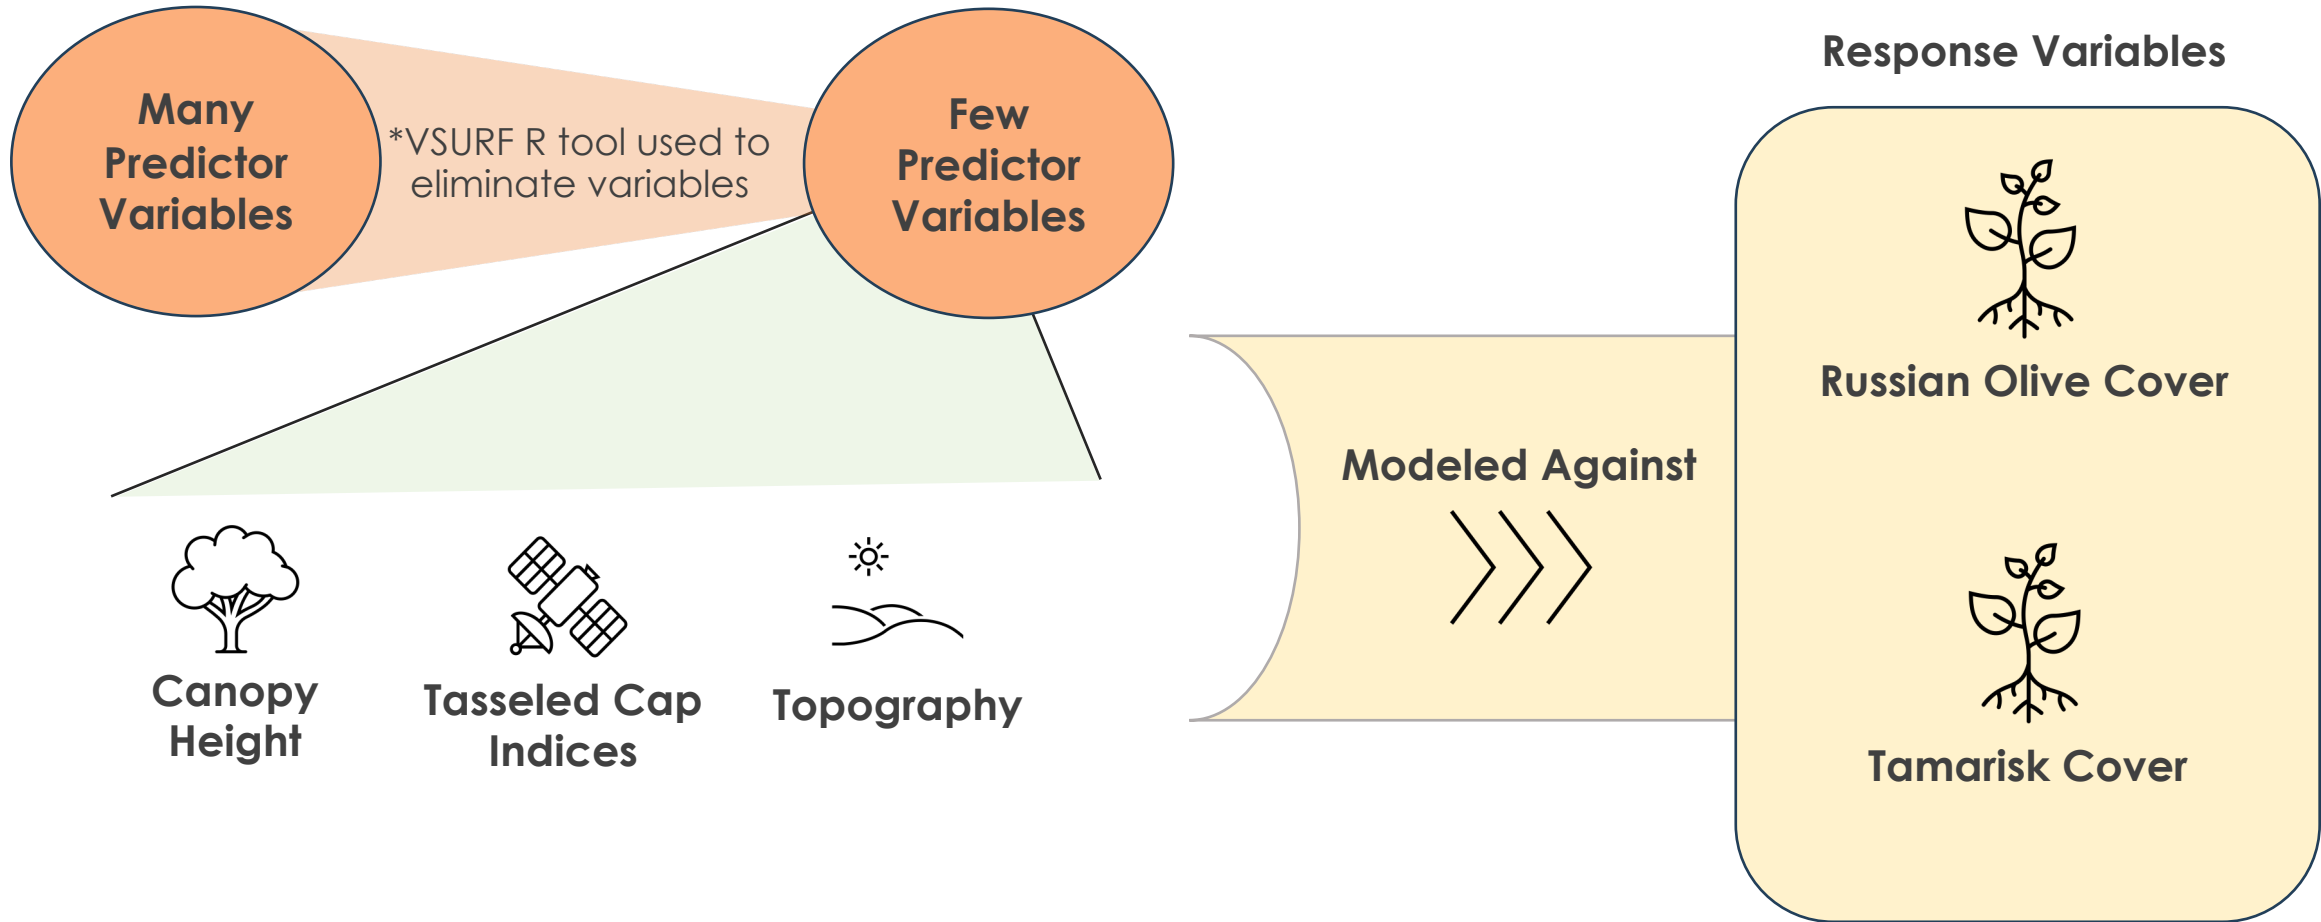 Many
Predictor
Variables
*VSURF R tool used to
eliminate variables
Few
Predictor
Variables
Canopy
Height
Tasseled Cap
Indices
Topography
Modeled Against
Response Variables
Russian Olive Cover
Tamarisk Cover